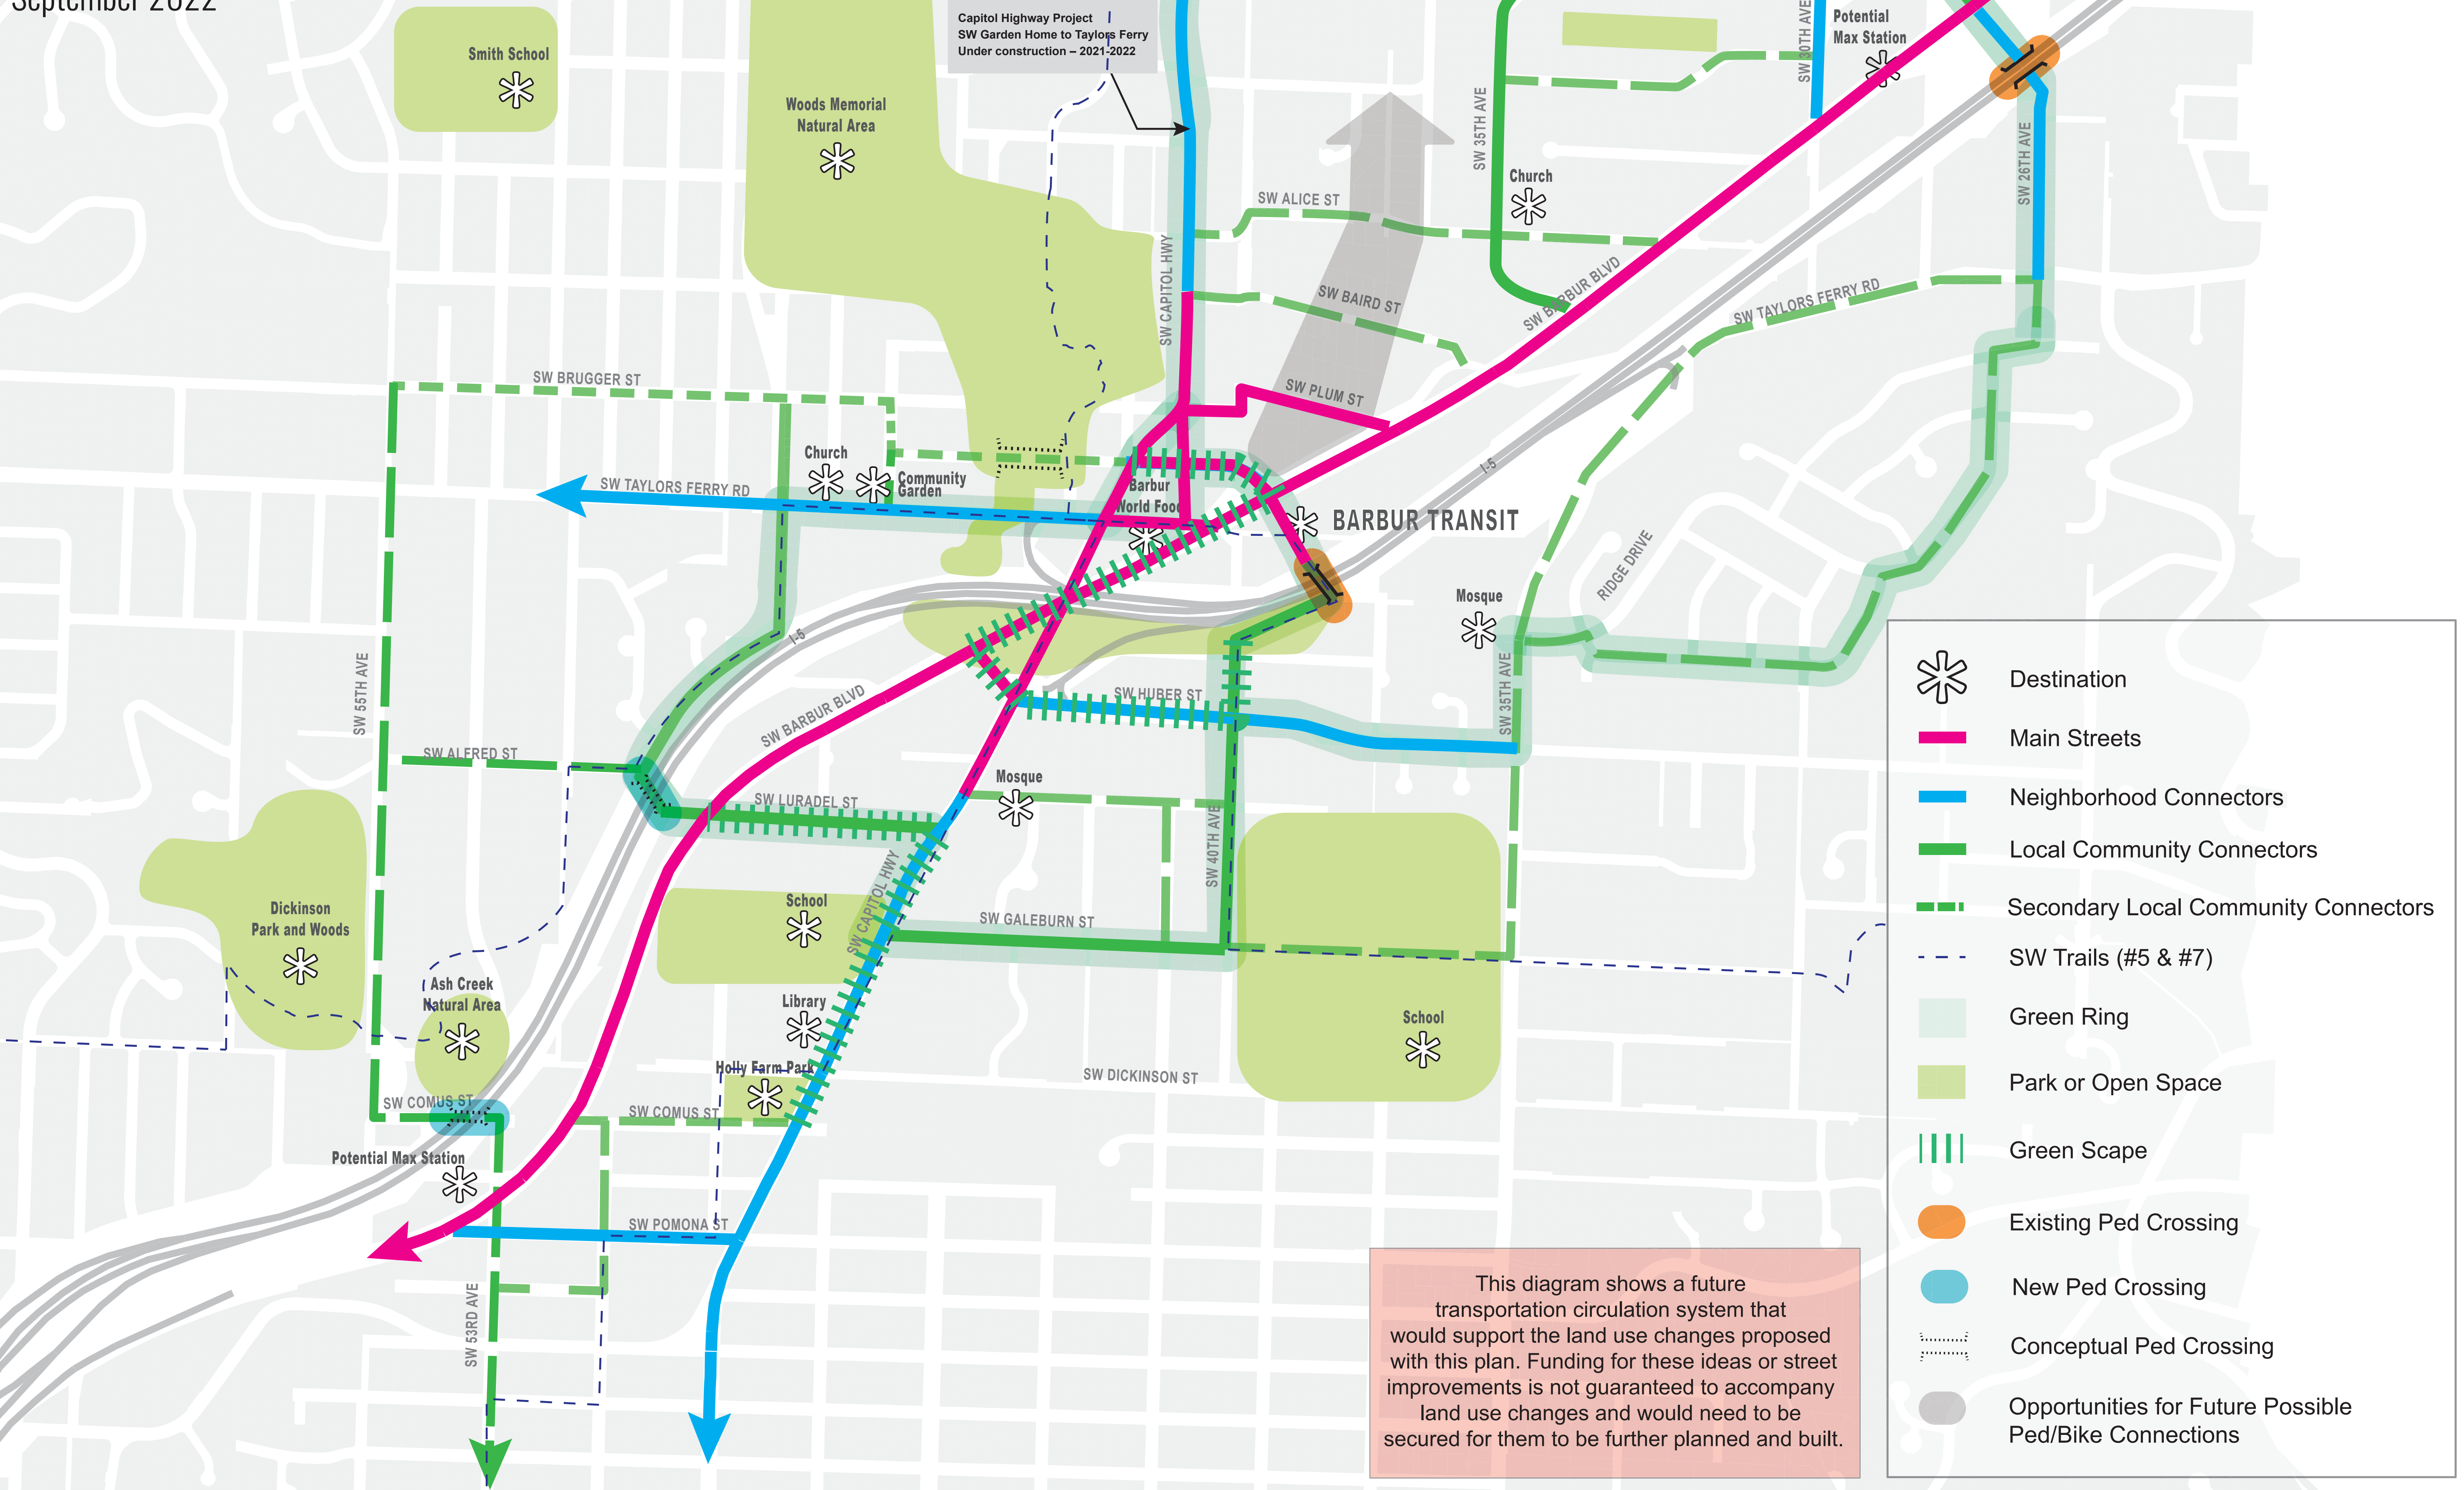 September 2022
Smith School
Woods Memorial
Natural Area
Capitol Highway Project
SW Garden Home to Taylors Ferry
Under construction – 2021-2022
SW 35TH AVE
SW 30TH AVE
Potential
Max Station
SW 26TH AVE
Church
SW ALICE ST
SW CAPITOL HWY
SW BAIRD ST
SW BARBUR BLVD
SW TAYLORS FERRY RD
SW BRUGGER ST
SW PLUM ST
Church
Community
Garden
SW TAYLORS FERRY RD
Barbur
World Food
BARBUR TRANSIT
I-5
I-5
RIDGE DRIVE
Mosque
SW 55TH AVE
SW BARBUR BLVD
SW HUBER ST
SW 35TH AVE
SW ALFRED ST
SW LURADEL ST
Mosque
SW 40TH AVE
SW CAPITOL HWY
School
SW GALEBURN ST
Dickinson
Park and Woods
Ash Creek
Natural Area
Library
School
Holly Farm Park
SW DICKINSON ST
SW COMUS ST
SW COMUS ST
Potential Max Station
SW POMONA ST
SW 53RD AVE
This diagram shows a future
transportation circulation system that
would support the land use changes proposed
with this plan. Funding for these ideas or street
improvements is not guaranteed to accompany
land use changes and would need to be
secured for them to be further planned and built.
Destination
Main Streets
Neighborhood Connectors
Local Community Connectors
Secondary Local Community Connectors
SW Trails (#5 & #7)
Green Ring
Park or Open Space
Green Scape
Existing Ped Crossing
New Ped Crossing
Conceptual Ped Crossing
Opportunities for Future Possible
Ped/Bike Connections